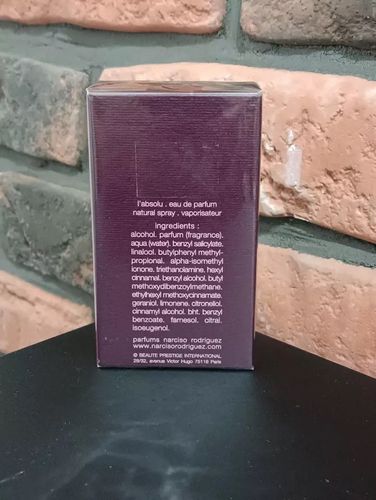 l'absolu . eau de parfum
natural spray . vaporisateur
ingredients :
alcohol. parfum (fragrance).
aqua (water). benzyl salicylate.
linalool. butylphenyl methyl-
propional. alpha-isomethyl
ionone. triethanolamine. hexyl
cinnamal. benzyl alcohol. butyl
methoxydibenzoylmethane.
ethylhexyl methoxycinnamate.
geraniol. limonene. citronellol.
cinnamyl alcohol. bht. benzyl
benzoate. farnesol. citral.
isoeugenol.
parfums narciso rodriguez
www.narcisorodriguez.com
© BEAUTE PRESTIGE INTERNATIONAL
28/32, avenue Victor Hugo 75116 Paris